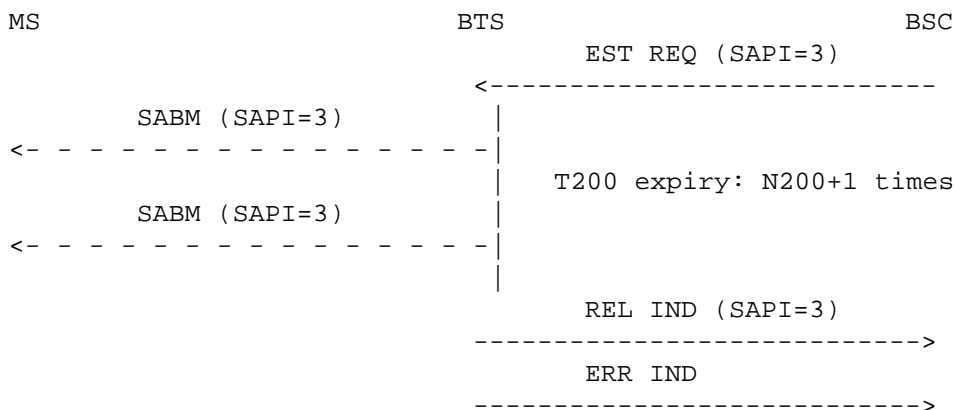 MS BTS BSC
EST REQ (SAPI=3)
SABM (SAPI=3)
T200 expiry: N200+1 times
SABM (SAPI=3)
REL IND (SAPI=3)
ERR IND